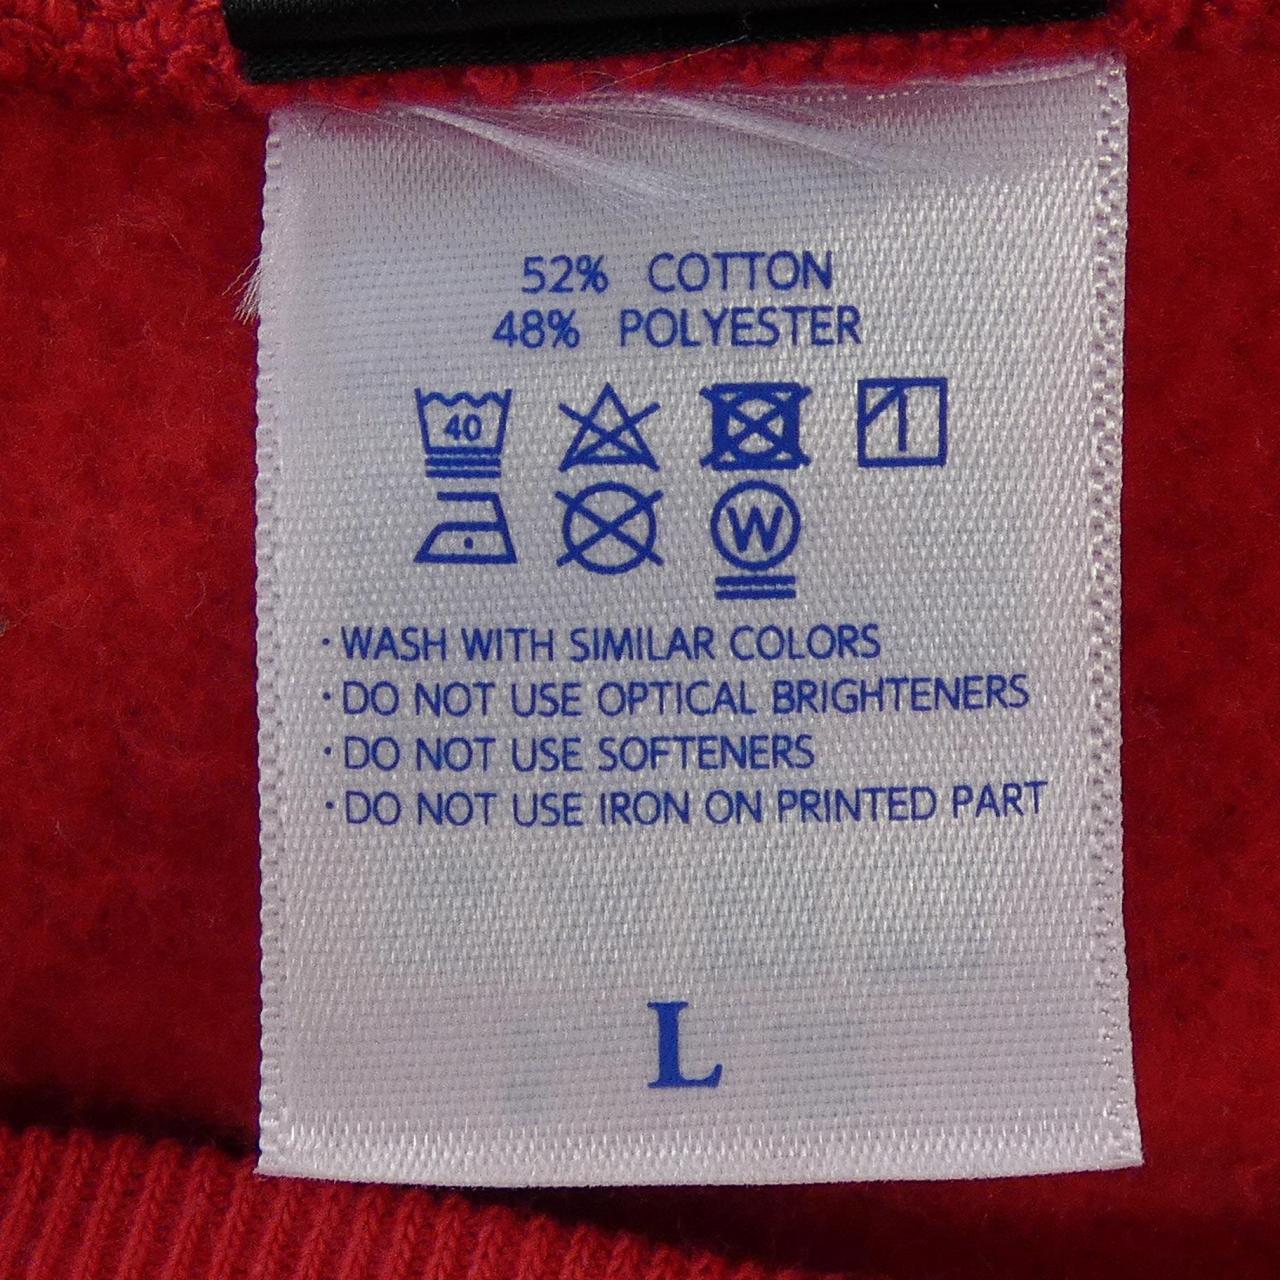 52% COTTON
48% POLYESTER
40
W
· WASH WITH SIMILAR COLORS
· DO NOT USE OPTICAL BRIGHTENERS
· DO NOT USE SOFTENERS
· DO NOT USE IRON ON PRINTED PART
L